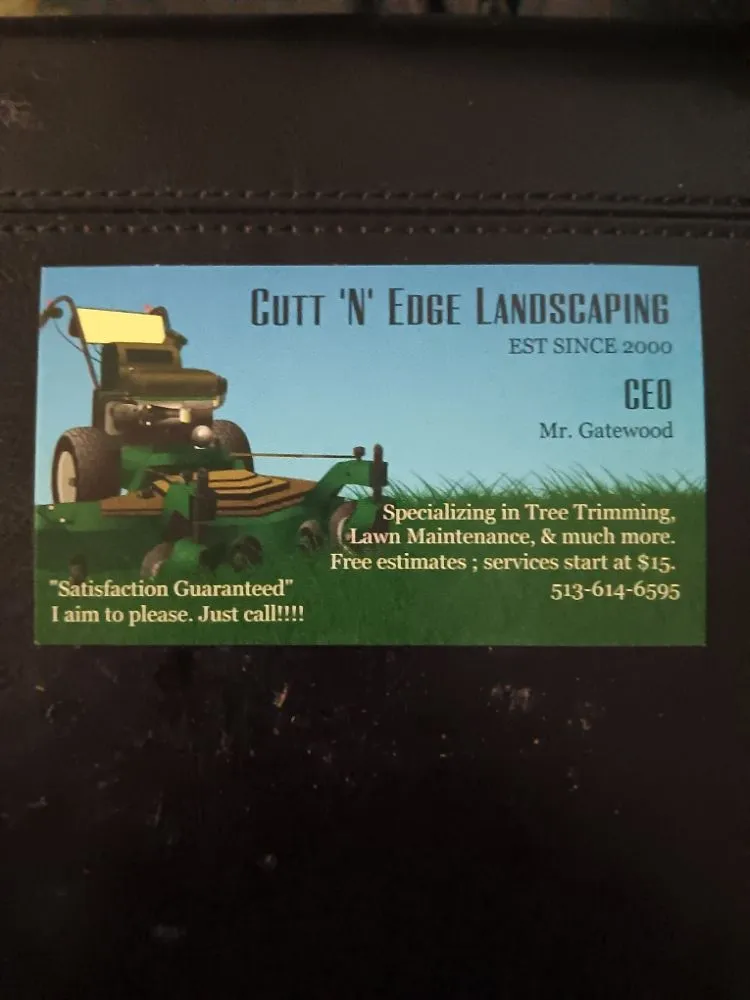 CUTT 'N' EDGE LANDSCAPING
EST SINCE 2000
CEO
Mr. Gatewood
Specializing in Tree Trimming,
Lawn Maintenance, & much more.
Free estimates ; services start at $15.
513-614-6595
"Satisfaction Guaranteed"
I aim to please. Just call!!!!